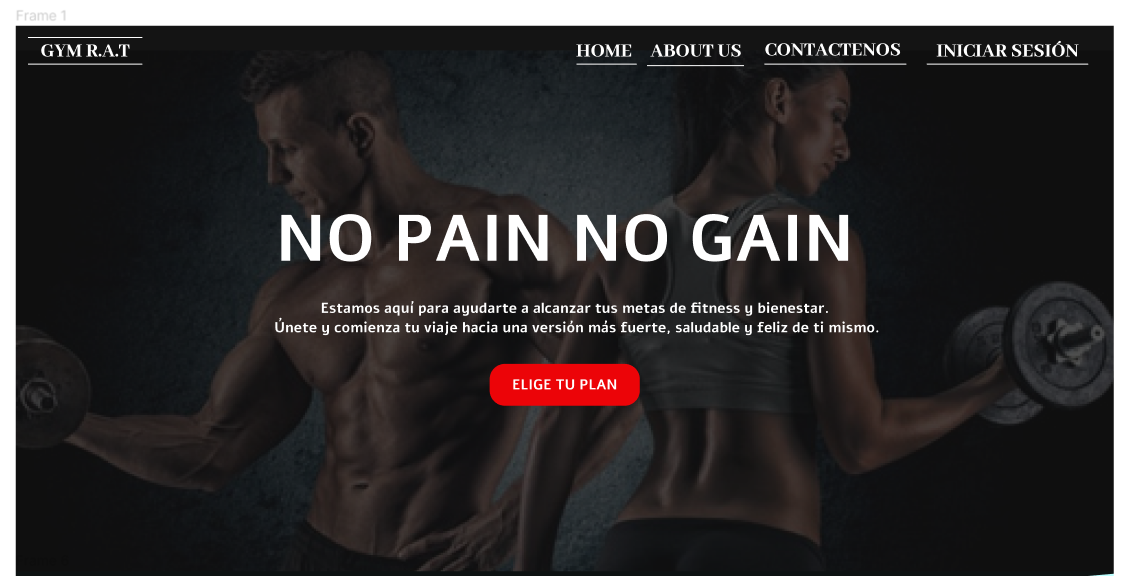 Frame 1
GYM R.A.T
HOME
ABOUT US
CONTACTENOS
INICIAR SESIÓN
NO PAIN NO GAIN
Estamos aquí para ayudarte a alcanzar tus metas de fitness y bienestar.
Únete y comienza tu viaje hacia una versión más fuerte, saludable y feliz de ti mismo.
ELIGE TU PLAN